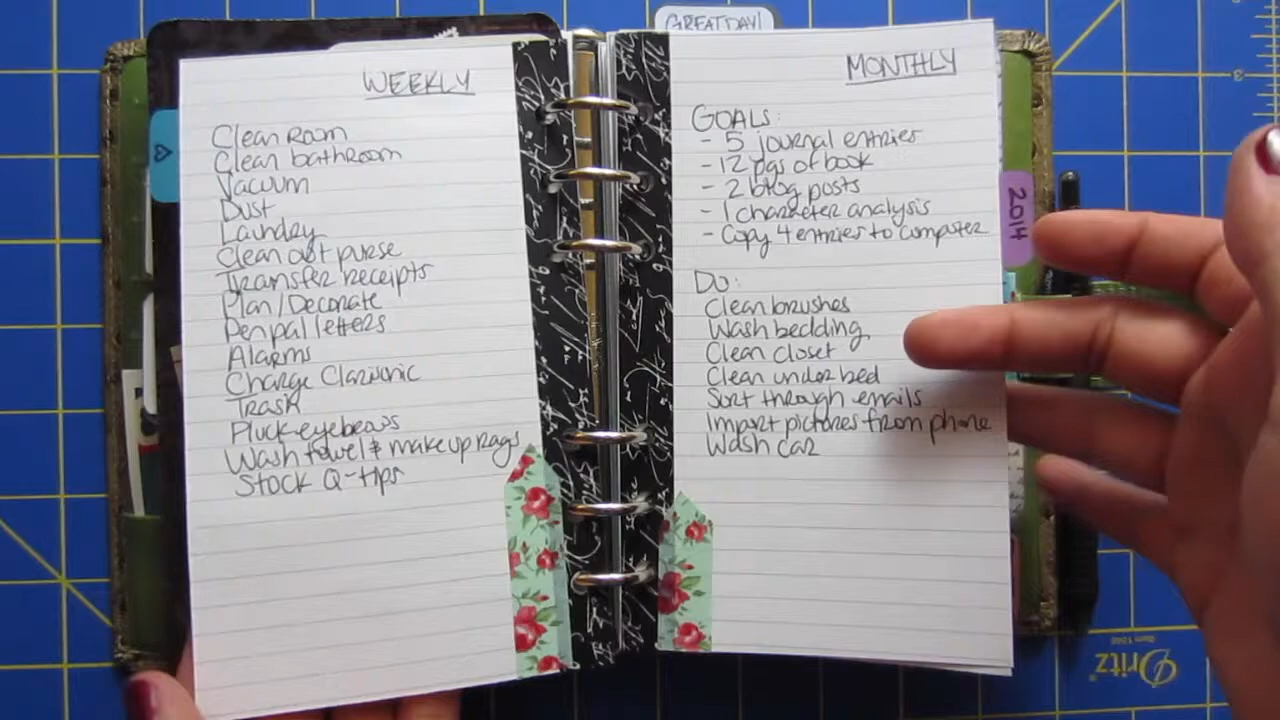 GREAT DAY!
WEEKLY
Clean room
Clean bathroom
Vacuum
Dust
Laundry
Clean out purse
Transfer receipts
Plan/Decorate
Pen pal letters
Alarms
Charge Clarisonic
Trash
Pluck eyebrows
Wash towel & makeup rags
Stock Q-tips
MONTHLY
GOALS:
- 5 journal entries
- 12 pgs of book
- 2 blog posts
- 1 character analysis
- Copy 4 entries to computer
DO:
Clean brushes
Wash bedding
Clean closet
Clean under bed
Sort through emails
Import pictures from phone
Wash car
2014
Dritz